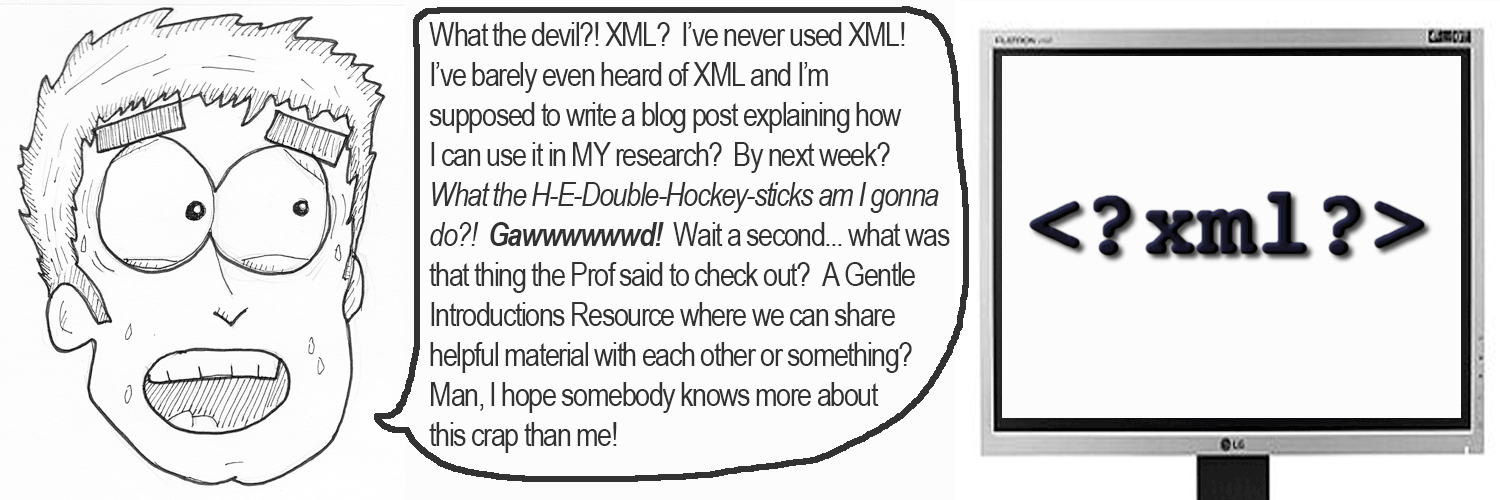 What the devil?! XML? I've never used XML!
I've barely even heard of XML and I'm
supposed to write a blog post explaining how
I can use it in MY research? By next week?
What the H-E-Double-Hockey-sticks am I gonna
do?! Gawwwwwwd! Wait a second... what was
that thing the Prof said to check out? A Gentle
Introductions Resource where we can share
helpful material with each other or something?
Man, I hope somebody knows more about
this crap than me!
<?xml?>
LG